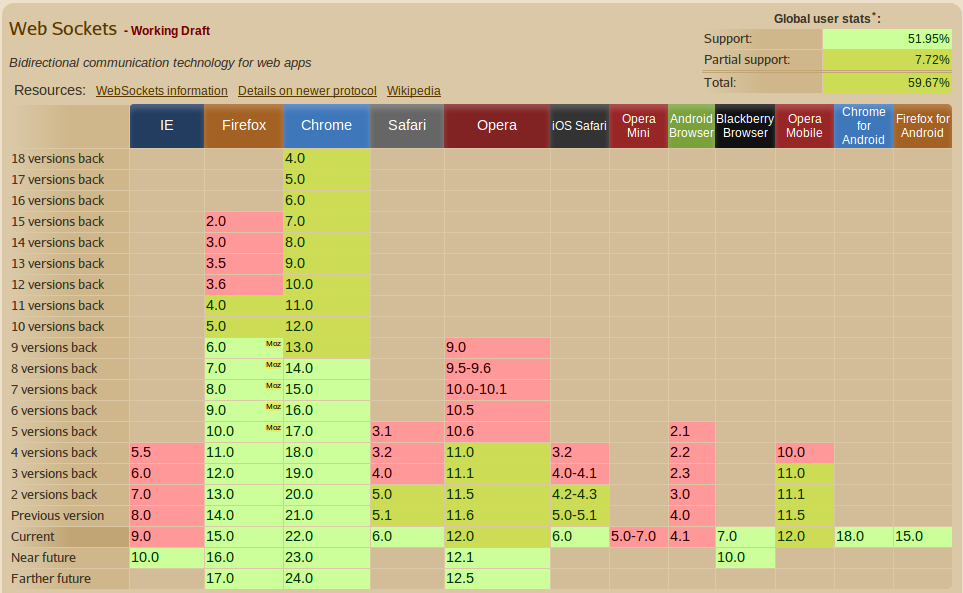 Web Sockets - Working Draft
Global user stats*:
Support: 51.95%
Partial support: 7.72%
Total: 59.67%
Bidirectional communication technology for web apps
Resources: WebSockets information Details on newer protocol Wikipedia
IE Firefox Chrome Safari Opera iOS Safari Opera Mini Android Browser Blackberry Browser Opera Mobile Chrome for Android Firefox for Android
18 versions back 4.0
17 versions back 5.0
16 versions back 6.0
15 versions back 2.0 7.0
14 versions back 3.0 8.0
13 versions back 3.5 9.0
12 versions back 3.6 10.0
11 versions back 4.0 11.0
10 versions back 5.0 12.0
9 versions back 6.0 Moz 13.0 9.0
8 versions back 7.0 Moz 14.0 9.5-9.6
7 versions back 8.0 Moz 15.0 10.0-10.1
6 versions back 9.0 Moz 16.0 10.5
5 versions back 10.0 Moz 17.0 3.1 10.6 2.1
4 versions back 5.5 11.0 18.0 3.2 11.0 3.2 2.2 10.0
3 versions back 6.0 12.0 19.0 4.0 11.1 4.0-4.1 2.3 11.0
2 versions back 7.0 13.0 20.0 5.0 11.5 4.2-4.3 3.0 11.1
Previous version 8.0 14.0 21.0 5.1 11.6 5.0-5.1 4.0 11.5
Current 9.0 15.0 22.0 6.0 12.0 6.0 5.0-7.0 4.1 7.0 12.0 18.0 15.0
Near future 10.0 16.0 23.0 12.1 10.0
Farther future 17.0 24.0 12.5